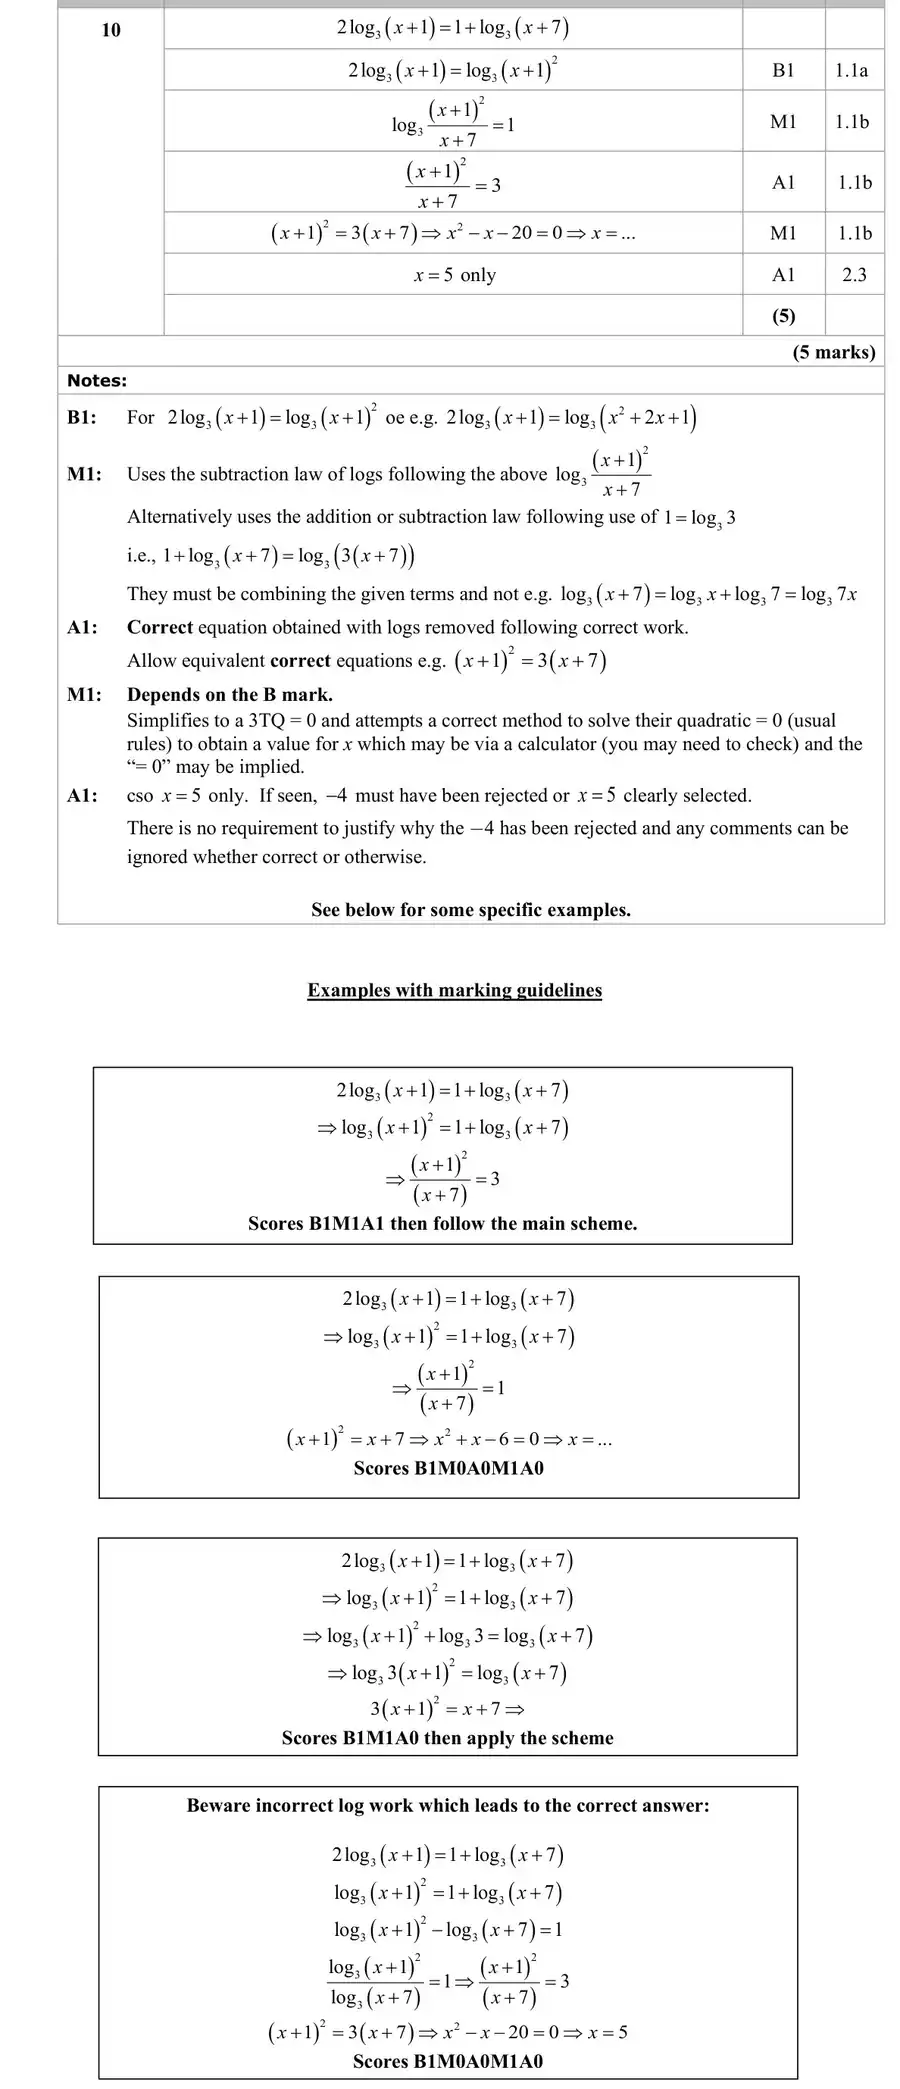 10 2log₃(x+1)=1+log₃(x+7)
2log₃(x+1)=log₃(x+1)² B1 1.1a
log₃ (x+1)²/(x+7) =1 M1 1.1b
(x+1)²/(x+7) =3 A1 1.1b
(x+1)²=3(x+7)⇒x²−x−20=0⇒x=... M1 1.1b
x=5 only A1 2.3
(5)
(5 marks)
Notes:
B1: For 2log₃(x+1)=log₃(x+1)² oe e.g. 2log₃(x+1)=log₃(x²+2x+1)
M1: Uses the subtraction law of logs following the above log₃ (x+1)²/(x+7)
Alternatively uses the addition or subtraction law following use of 1=log₃3
i.e., 1+log₃(x+7)=log₃(3(x+7))
They must be combining the given terms and not e.g. log₃(x+7)=log₃x+log₃7=log₃7x
A1: Correct equation obtained with logs removed following correct work.
Allow equivalent correct equations e.g. (x+1)²=3(x+7)
M1: Depends on the B mark.
Simplifies to a 3TQ = 0 and attempts a correct method to solve their quadratic = 0 (usual
rules) to obtain a value for x which may be via a calculator (you may need to check) and the
“= 0” may be implied.
A1: cso x=5 only. If seen, −4 must have been rejected or x=5 clearly selected.
There is no requirement to justify why the −4 has been rejected and any comments can be
ignored whether correct or otherwise.
See below for some specific examples.
Examples with marking guidelines
2log₃(x+1)=1+log₃(x+7)
⇒log₃(x+1)²=1+log₃(x+7)
⇒(x+1)²/(x+7) =3
Scores B1M1A1 then follow the main scheme.
2log₃(x+1)=1+log₃(x+7)
⇒log₃(x+1)²=1+log₃(x+7)
⇒(x+1)²/(x+7) =1
(x+1)²=x+7⇒x²+x−6=0⇒x=...
Scores B1M0A0M1A0
2log₃(x+1)=1+log₃(x+7)
⇒log₃(x+1)²=1+log₃(x+7)
⇒log₃(x+1)²+log₃3=log₃(x+7)
⇒log₃3(x+1)²=log₃(x+7)
3(x+1)²=x+7⇒
Scores B1M1A0 then apply the scheme
Beware incorrect log work which leads to the correct answer:
2log₃(x+1)=1+log₃(x+7)
log₃(x+1)²=1+log₃(x+7)
log₃(x+1)²−log₃(x+7)=1
log₃(x+1)²/log₃(x+7) =1⇒(x+1)²/(x+7) =3
(x+1)²=3(x+7)⇒x²−x−20=0⇒x=5
Scores B1M0A0M1A0